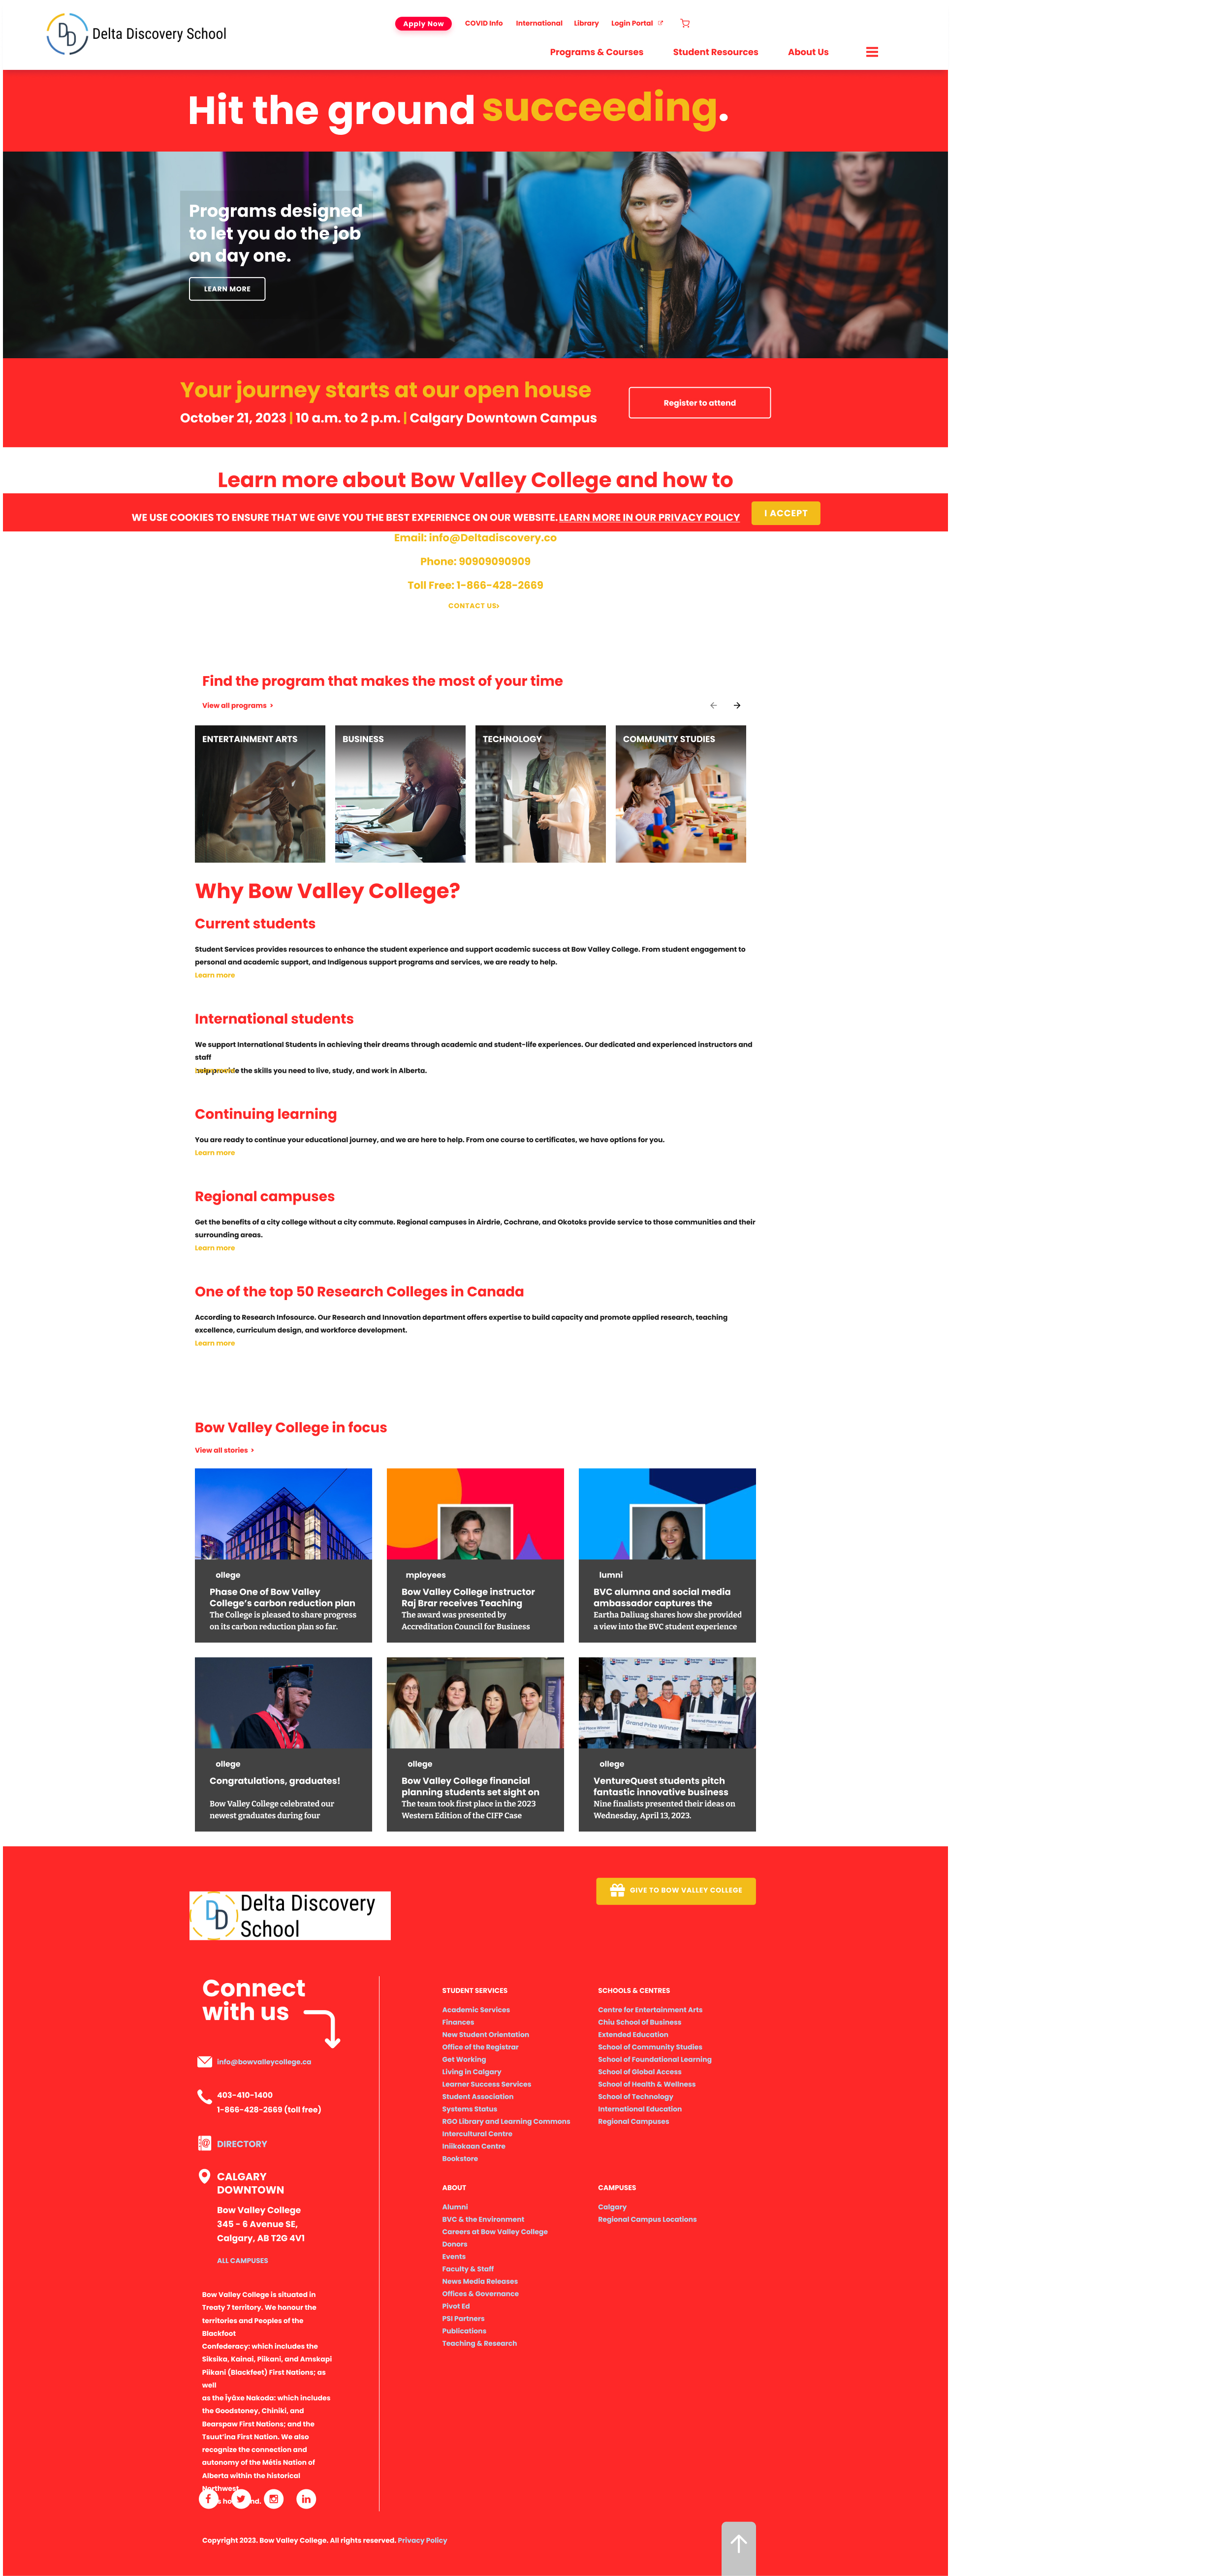 Delta Discovery School
Apply Now
COVID Info
International
Library
Login Portal
Programs & Courses
Student Resources
About Us
Hit the ground succeeding.
Programs designed
to let you do the job
on day one.
LEARN MORE
Your journey starts at our open house
October 21, 2023 | 10 a.m. to 2 p.m. | Calgary Downtown Campus
Register to attend
Learn more about Bow Valley College and how to
WE USE COOKIES TO ENSURE THAT WE GIVE YOU THE BEST EXPERIENCE ON OUR WEBSITE. LEARN MORE IN OUR PRIVACY POLICY
I ACCEPT
Email: info@Deltadiscovery.co
Phone: 90909090909
Toll Free: 1-866-428-2669
CONTACT US›
Find the program that makes the most of your time
View all programs ›
ENTERTAINMENT ARTS
BUSINESS
TECHNOLOGY
COMMUNITY STUDIES
Why Bow Valley College?
Current students
Student Services provides resources to enhance the student experience and support academic success at Bow Valley College. From student engagement to
personal and academic support, and Indigenous support programs and services, we are ready to help.
Learn more
International students
We support International Students in achieving their dreams through academic and student-life experiences. Our dedicated and experienced instructors and
staff
the skills you need to live, study, and work in Alberta.
Continuing learning
You are ready to continue your educational journey, and we are here to help. From one course to certificates, we have options for you.
Learn more
Regional campuses
Get the benefits of a city college without a city commute. Regional campuses in Airdrie, Cochrane, and Okotoks provide service to those communities and their
surrounding areas.
Learn more
One of the top 50 Research Colleges in Canada
According to Research Infosource. Our Research and Innovation department offers expertise to build capacity and promote applied research, teaching
excellence, curriculum design, and workforce development.
Learn more
Bow Valley College in focus
View all stories ›
ollege
Phase One of Bow Valley
College's carbon reduction plan
The College is pleased to share progress
on its carbon reduction plan so far.
mployees
Bow Valley College instructor
Raj Brar receives Teaching
The award was presented by
Accreditation Council for Business
lumni
BVC alumna and social media
ambassador captures the
Eartha Daliuag shares how she provided
a view into the BVC student experience
ollege
Congratulations, graduates!
Bow Valley College celebrated our
newest graduates during four
ollege
Bow Valley College financial
planning students set sight on
The team took first place in the 2023
Western Edition of the CIFP Case
Grand Prize Winner
ollege
VentureQuest students pitch
fantastic innovative business
Nine finalists presented their ideas on
Wednesday, April 13, 2023.
Delta Discovery
School
GIVE TO BOW VALLEY COLLEGE
Connect
with us
info@bowvalleycollege.ca
403-410-1400
1-866-428-2669 (toll free)
DIRECTORY
CALGARY
DOWNTOWN
Bow Valley College
345 - 6 Avenue SE,
Calgary, AB T2G 4V1
ALL CAMPUSES
Bow Valley College is situated in
Treaty 7 territory. We honour the
territories and Peoples of the
Blackfoot
Confederacy: which includes the
Siksika, Kainai, Piikani, and Amskapi
Piikani (Blackfeet) First Nations; as
well
as the Îyâxe Nakoda: which includes
the Goodstoney, Chiniki, and
Bearspaw First Nations; and the
Tsuut'ina First Nation. We also
recognize the connection and
autonomy of the Métis Nation of
Alberta within the historical
Northwest
STUDENT SERVICES
Academic Services
Finances
New Student Orientation
Office of the Registrar
Get Working
Living in Calgary
Learner Success Services
Student Association
Systems Status
RGO Library and Learning Commons
Intercultural Centre
Iniikokaan Centre
Bookstore
SCHOOLS & CENTRES
Centre for Entertainment Arts
Chiu School of Business
Extended Education
School of Community Studies
School of Foundational Learning
School of Global Access
School of Health & Wellness
School of Technology
International Education
Regional Campuses
ABOUT
Alumni
BVC & the Environment
Careers at Bow Valley College
Donors
Events
Faculty & Staff
News Media Releases
Offices & Governance
Pivot Ed
PSI Partners
Publications
Teaching & Research
CAMPUSES
Calgary
Regional Campus Locations
Copyright 2023. Bow Valley College. All rights reserved. Privacy Policy